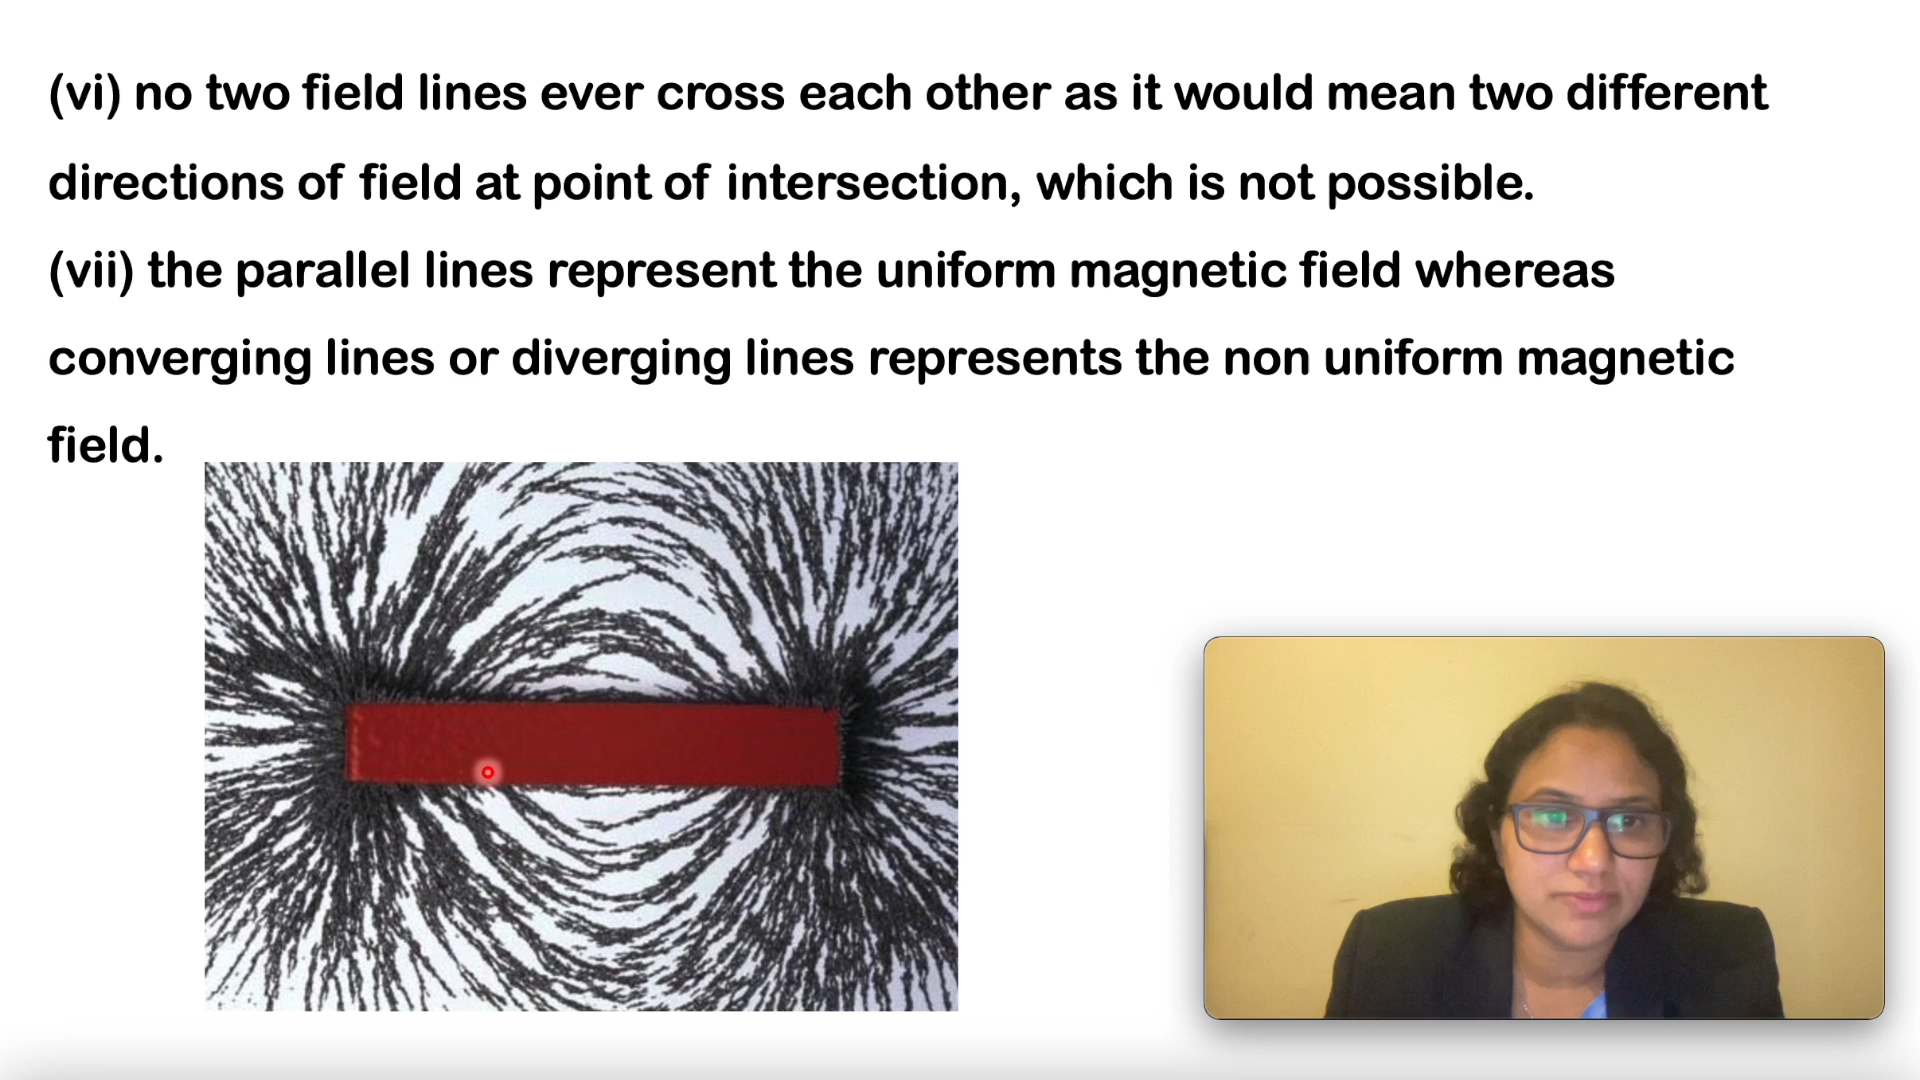 (vi) no two field lines ever cross each other as it would mean two different
directions of field at point of intersection, which is not possible.
(vii) the parallel lines represent the uniform magnetic field whereas
converging lines or diverging lines represents the non uniform magnetic
field.